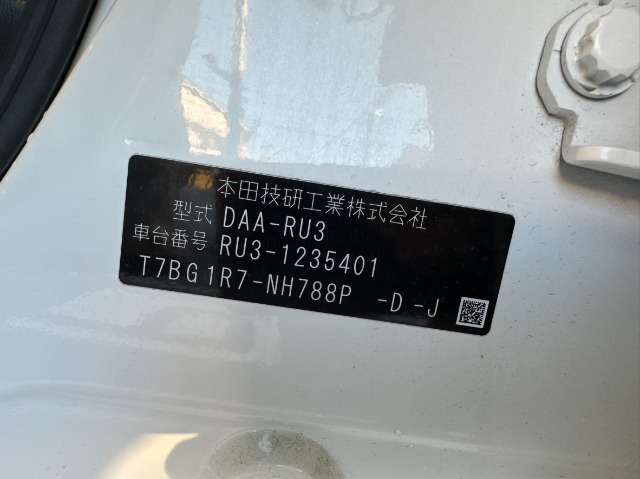 本田技研工業株式会社
型式 DAA-RU3
車台番号 RU3-1235401
T7BG1R7-NH788P -D -J